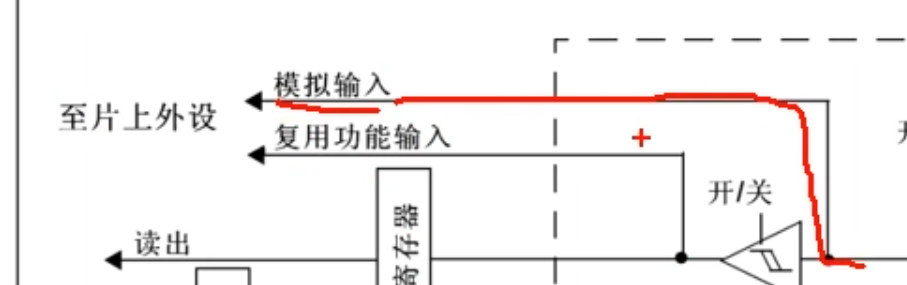 模拟输入
至片上外设
复用功能输入
开/关
读出
寄存器